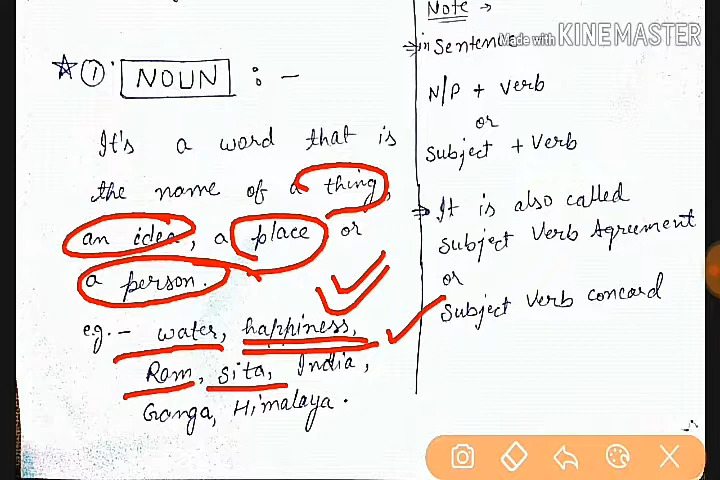 ① NOUN : -
It's a word that is
the name of a thing,
an idea, a place or
a person.
eg. - water, happiness,
Ram, sita, India,
Ganga, Himalaya.
Note →
⇒ in Sentence
N/P + verb
or
Subject + Verb
⇒ It is also called
Subject Verb Agreement
or
Subject Verb concord
Made with KINEMASTER